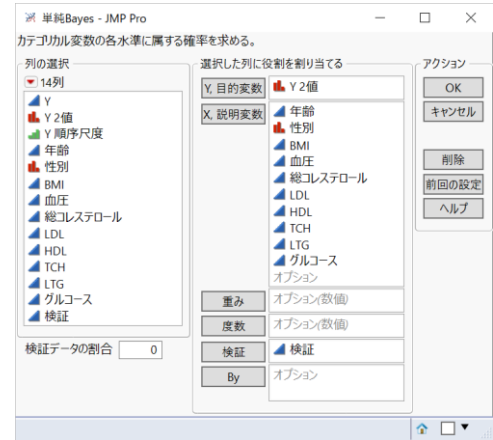 単純Bayes - JMP Pro
カテゴリカル変数の各水準に属する確率を求める。
列の選択
14列
Y
Y 2値
Y 順序尺度
年齢
性別
BMI
血圧
総コレステロール
LDL
HDL
TCH
LTG
グルコース
検証
検証データの割合 0
選択した列に役割を割り当てる
Y, 目的変数 Y 2値
X, 説明変数 年齢
性別
BMI
血圧
総コレステロール
LDL
HDL
TCH
LTG
グルコース
オプション
重み オプション(数値)
度数 オプション(数値)
検証 検証
By オプション
アクション
OK
キャンセル
削除
前回の設定
ヘルプ